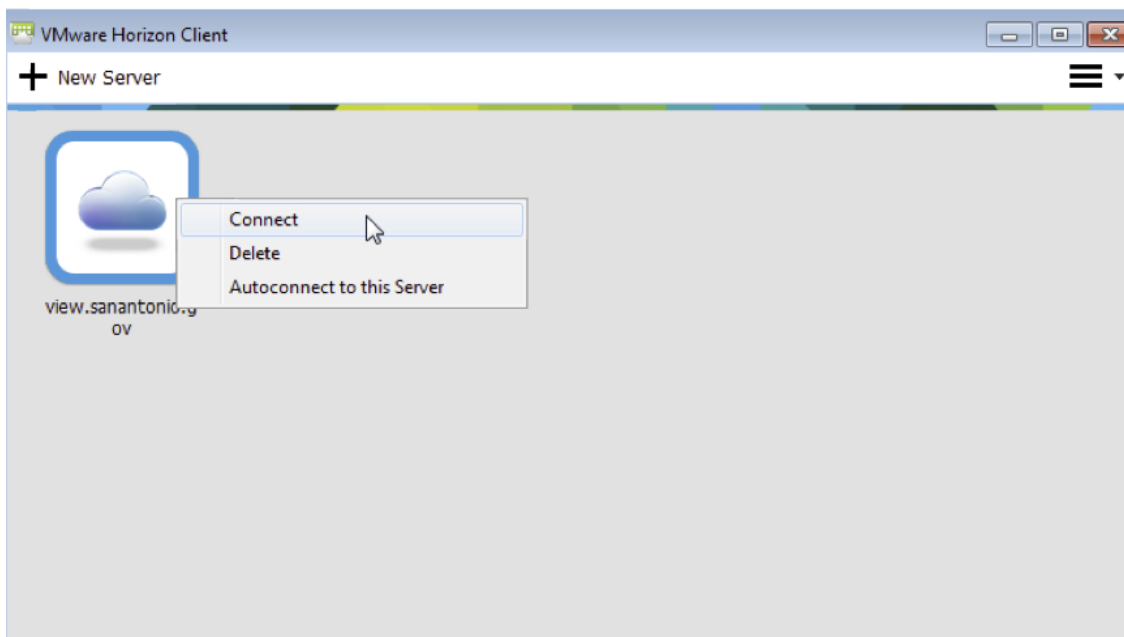 VMware Horizon Client
New Server
Connect
Delete
Autoconnect to this Server
view.sanantonio.g
ov